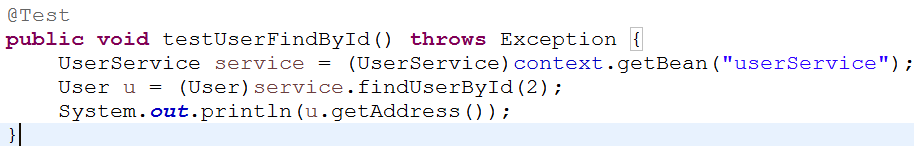 @Test
public void testUserFindById() throws Exception {
    UserService service = (UserService)context.getBean("userService");
    User u = (User)service.findUserById(2);
    System.out.println(u.getAddress());
}